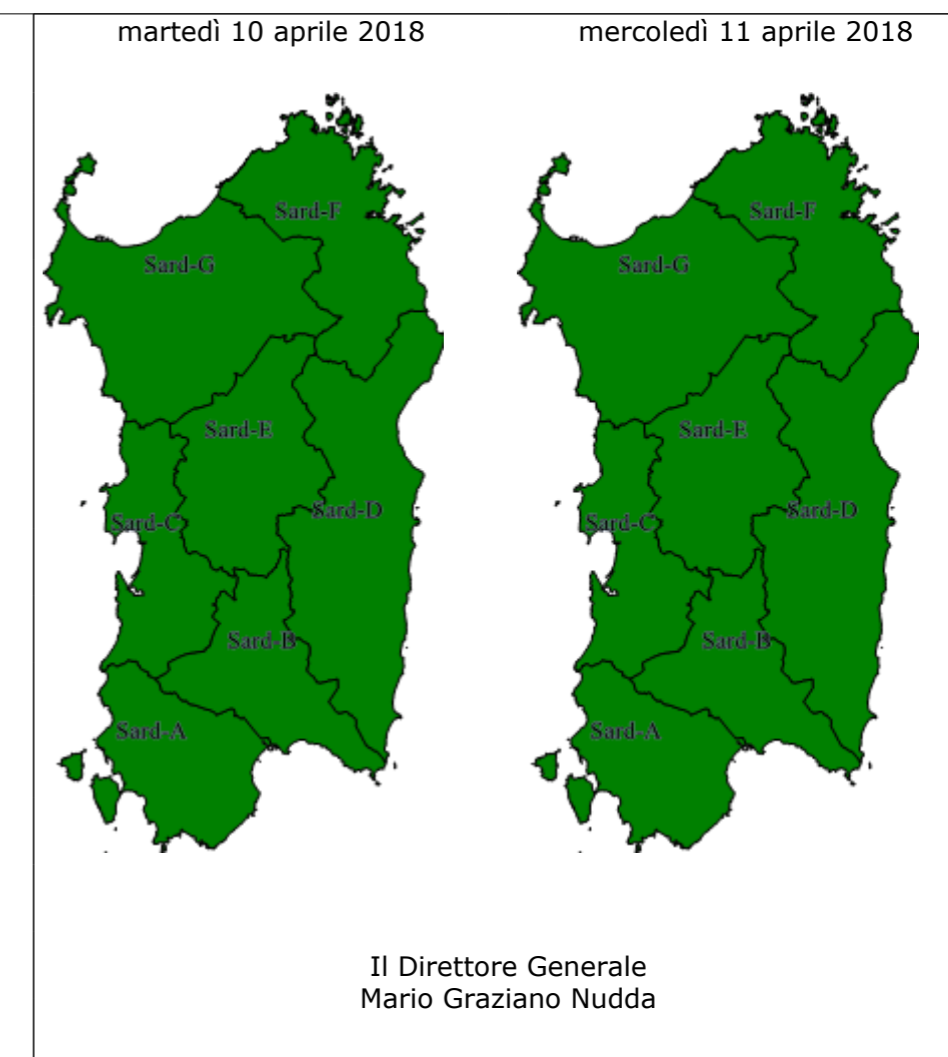 martedì 10 aprile 2018
mercoledì 11 aprile 2018
Sard-F
Sard-G
Sard-E
Sard-D
Sard-C
Sard-B
Sard-A
Sard-F
Sard-G
Sard-E
Sard-D
Sard-C
Sard-B
Sard-A
Il Direttore Generale
Mario Graziano Nudda